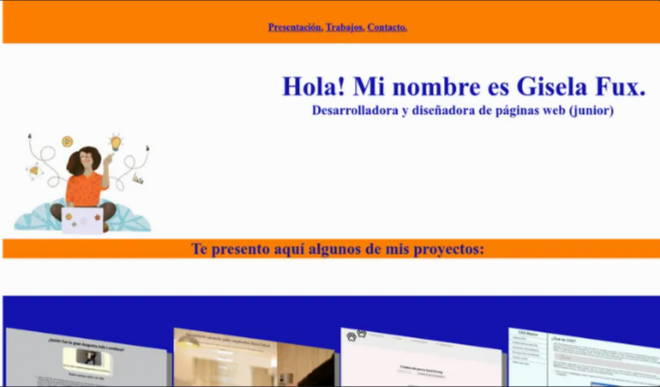 Presentación. Trabajos. Contacto.
Hola! Mi nombre es Gisela Fux.
Desarrolladora y diseñadora de páginas web (junior)
Te presento aquí algunos de mis proyectos: